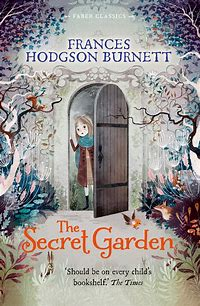 FABER CLASSICS
FRANCES
HODGSON BURNETT
The
Secret Garden
'Should be on every child's
bookshelf.' The Times